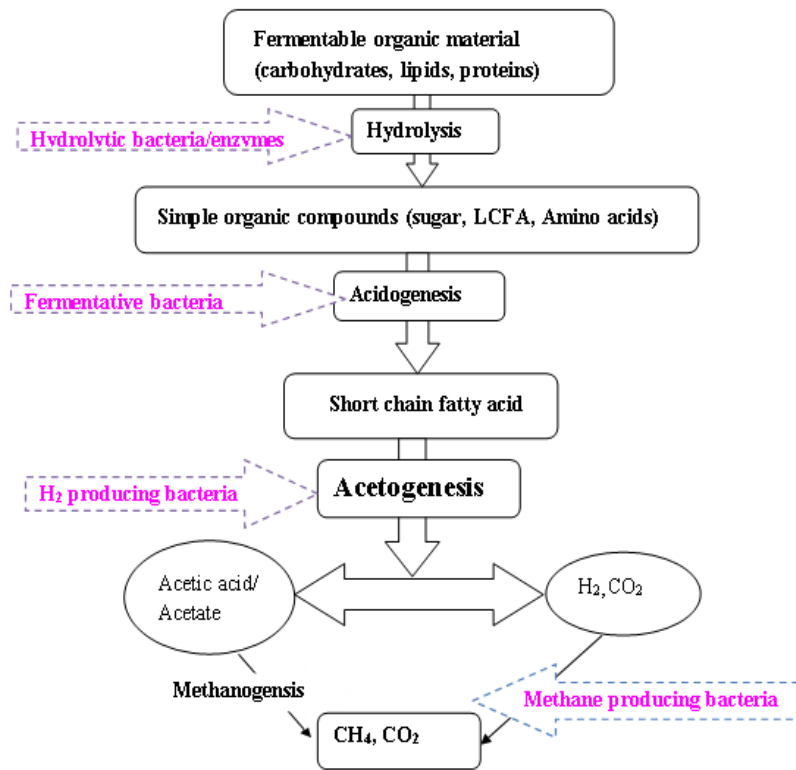 Fermentable organic material
(carbohydrates, lipids, proteins)
Hydrolytic bacteria/enzymes
Hydrolysis
Simple organic compounds (sugar, LCFA, Amino acids)
Fermentative bacteria
Acidogenesis
Short chain fatty acid
H₂ producing bacteria
Acetogenesis
Acetic acid/
Acetate
H₂, CO₂
Methanogensis
Methane producing bacteria
CH₄, CO₂